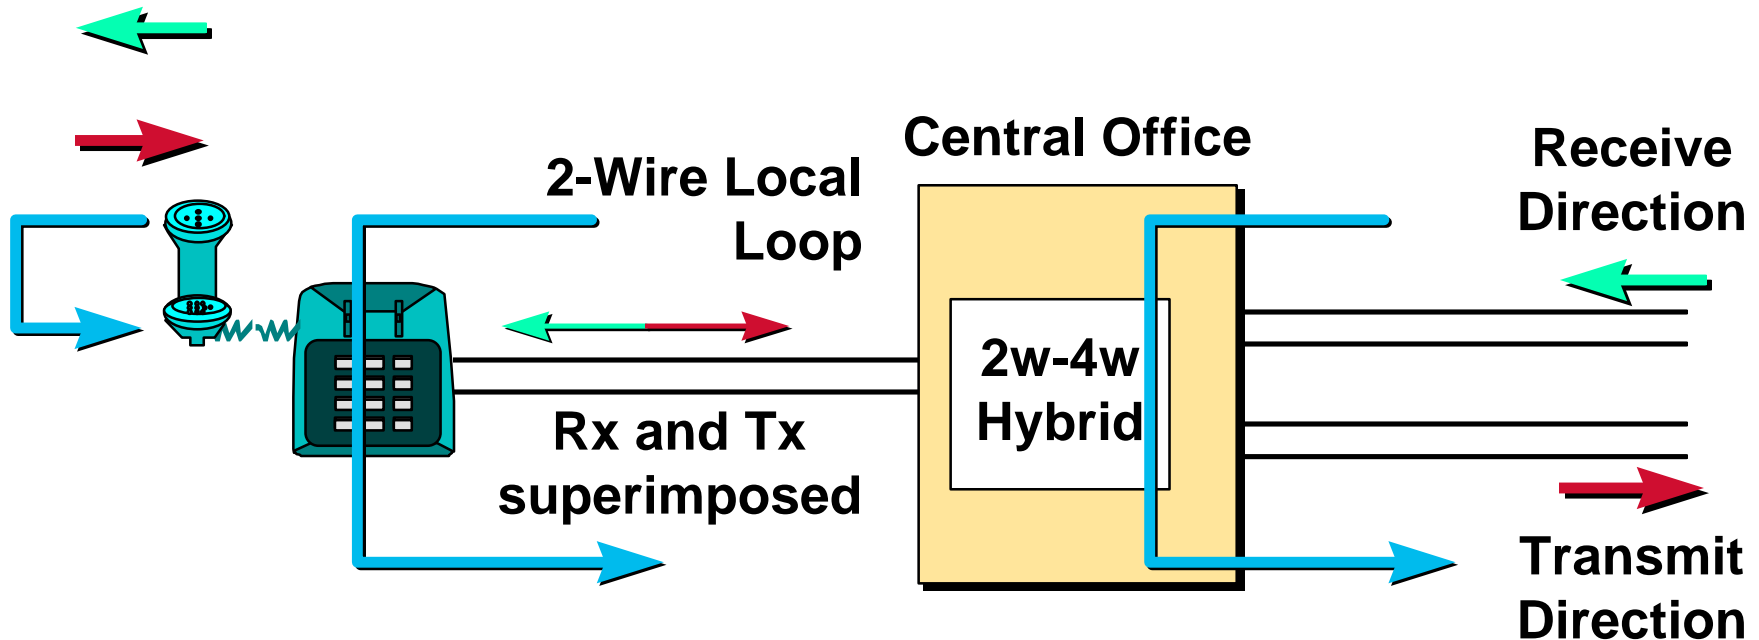 Central Office
Receive
Direction
2-Wire Local
Loop
2w-4w
Hybrid
Rx and Tx
superimposed
Transmit
Direction